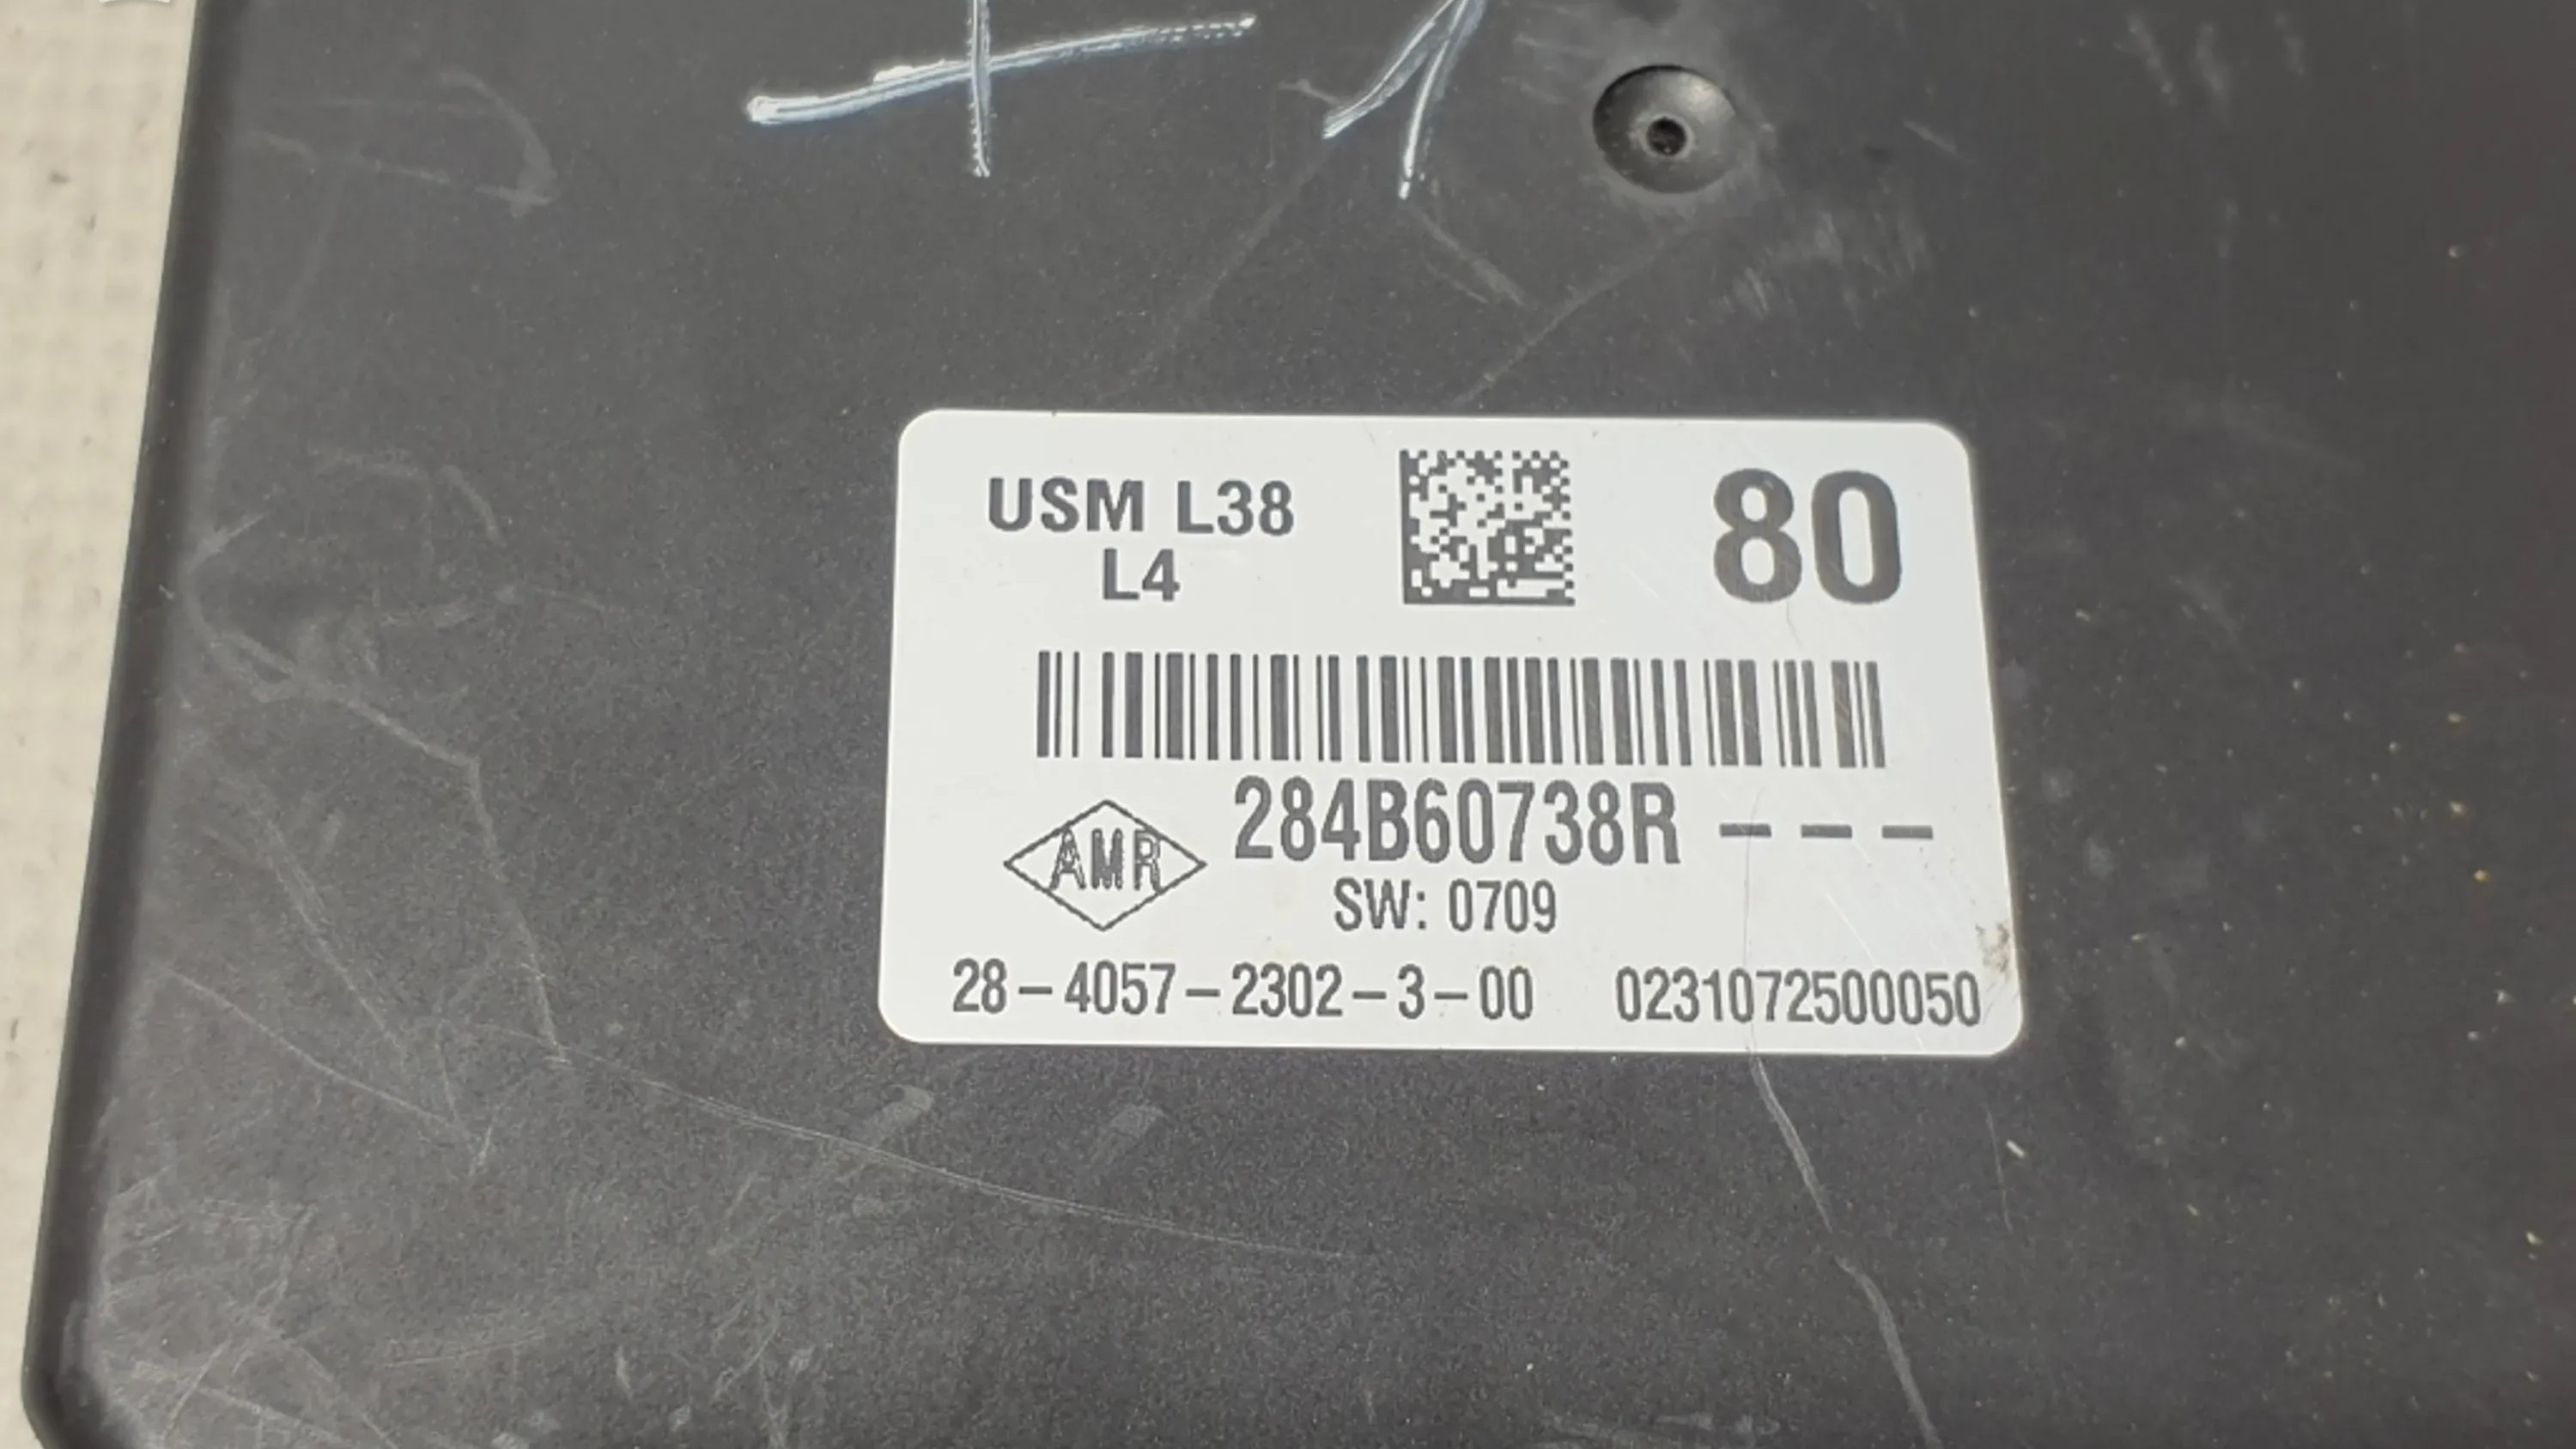 USM L38
L4
80
284B60738R - - -
AMR
SW: 0709
28-4057-2302-3-00 0231072500050